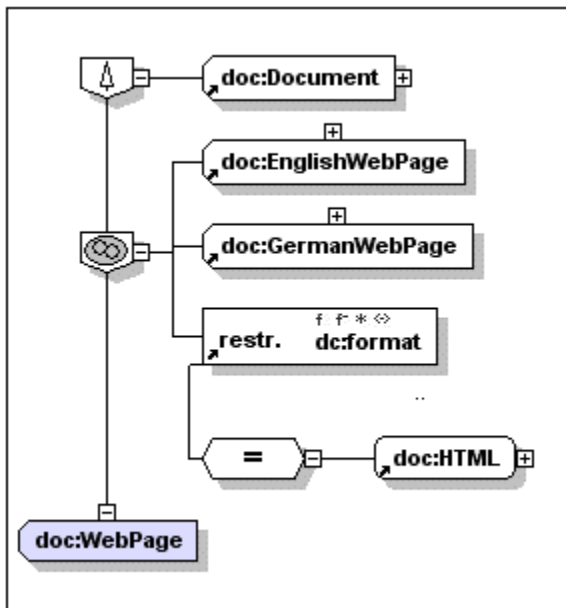 doc:Document
doc:EnglishWebPage
doc:GermanWebPage
f f⁻ * <>
restr. dc:format
..
= doc:HTML
doc:WebPage